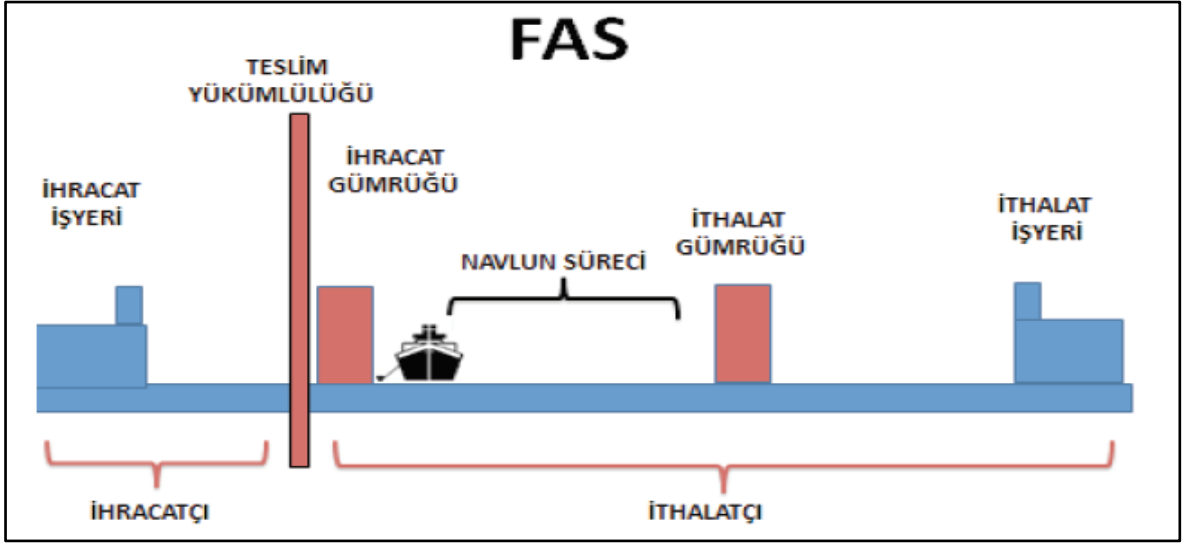 FAS
TESLİM
YÜKÜMLÜLÜĞÜ
İHRACAT
GÜMRÜĞÜ
İHRACAT
İŞYERİ
NAVLUN SÜRECİ
İTHALAT
GÜMRÜĞÜ
İTHALAT
İŞYERİ
İHRACATÇI
İTHALATÇI